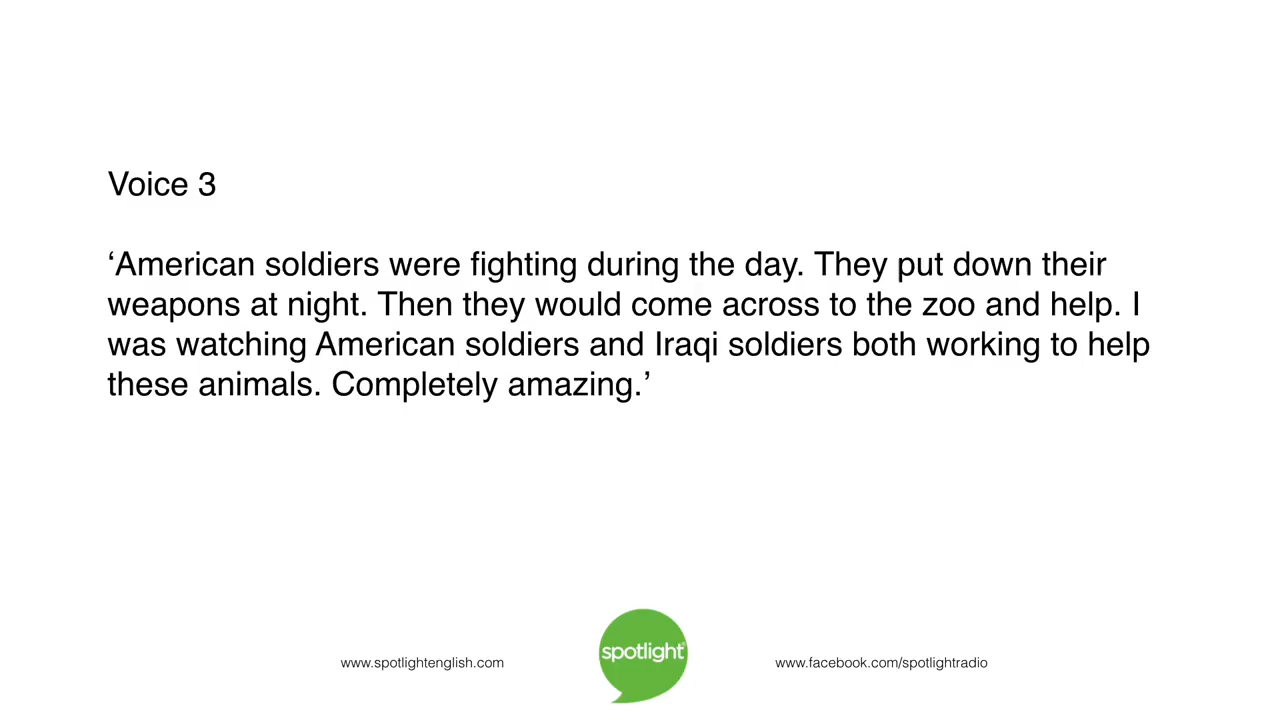 Voice 3
‘American soldiers were fighting during the day. They put down their
weapons at night. Then they would come across to the zoo and help. I
was watching American soldiers and Iraqi soldiers both working to help
these animals. Completely amazing.’
www.spotlightenglish.com
spotlight®
www.facebook.com/spotlightradio